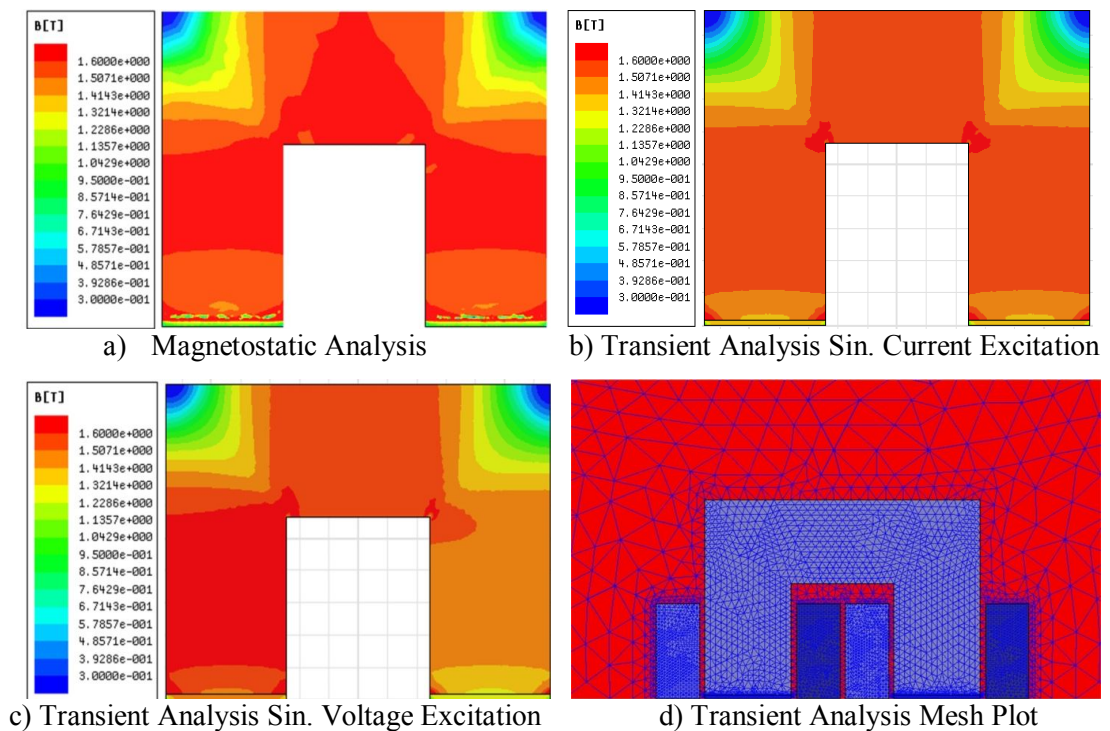 B[T]
1.6000e+000
1.5071e+000
1.4143e+000
1.3214e+000
1.2286e+000
1.1357e+000
1.0429e+000
9.5000e-001
8.5714e-001
7.6429e-001
6.7143e-001
5.7857e-001
4.8571e-001
3.9286e-001
3.0000e-001
a) Magnetostatic Analysis
B[T]
1.6000e+000
1.5071e+000
1.4143e+000
1.3214e+000
1.2286e+000
1.1357e+000
1.0429e+000
9.5000e-001
8.5714e-001
7.6429e-001
6.7143e-001
5.7857e-001
4.8571e-001
3.9286e-001
3.0000e-001
b) Transient Analysis Sin. Current Excitation
B[T]
1.6000e+000
1.5071e+000
1.4143e+000
1.3214e+000
1.2286e+000
1.1357e+000
1.0429e+000
9.5000e-001
8.5714e-001
7.6429e-001
6.7143e-001
5.7857e-001
4.8571e-001
3.9286e-001
3.0000e-001
c) Transient Analysis Sin. Voltage Excitation
d) Transient Analysis Mesh Plot